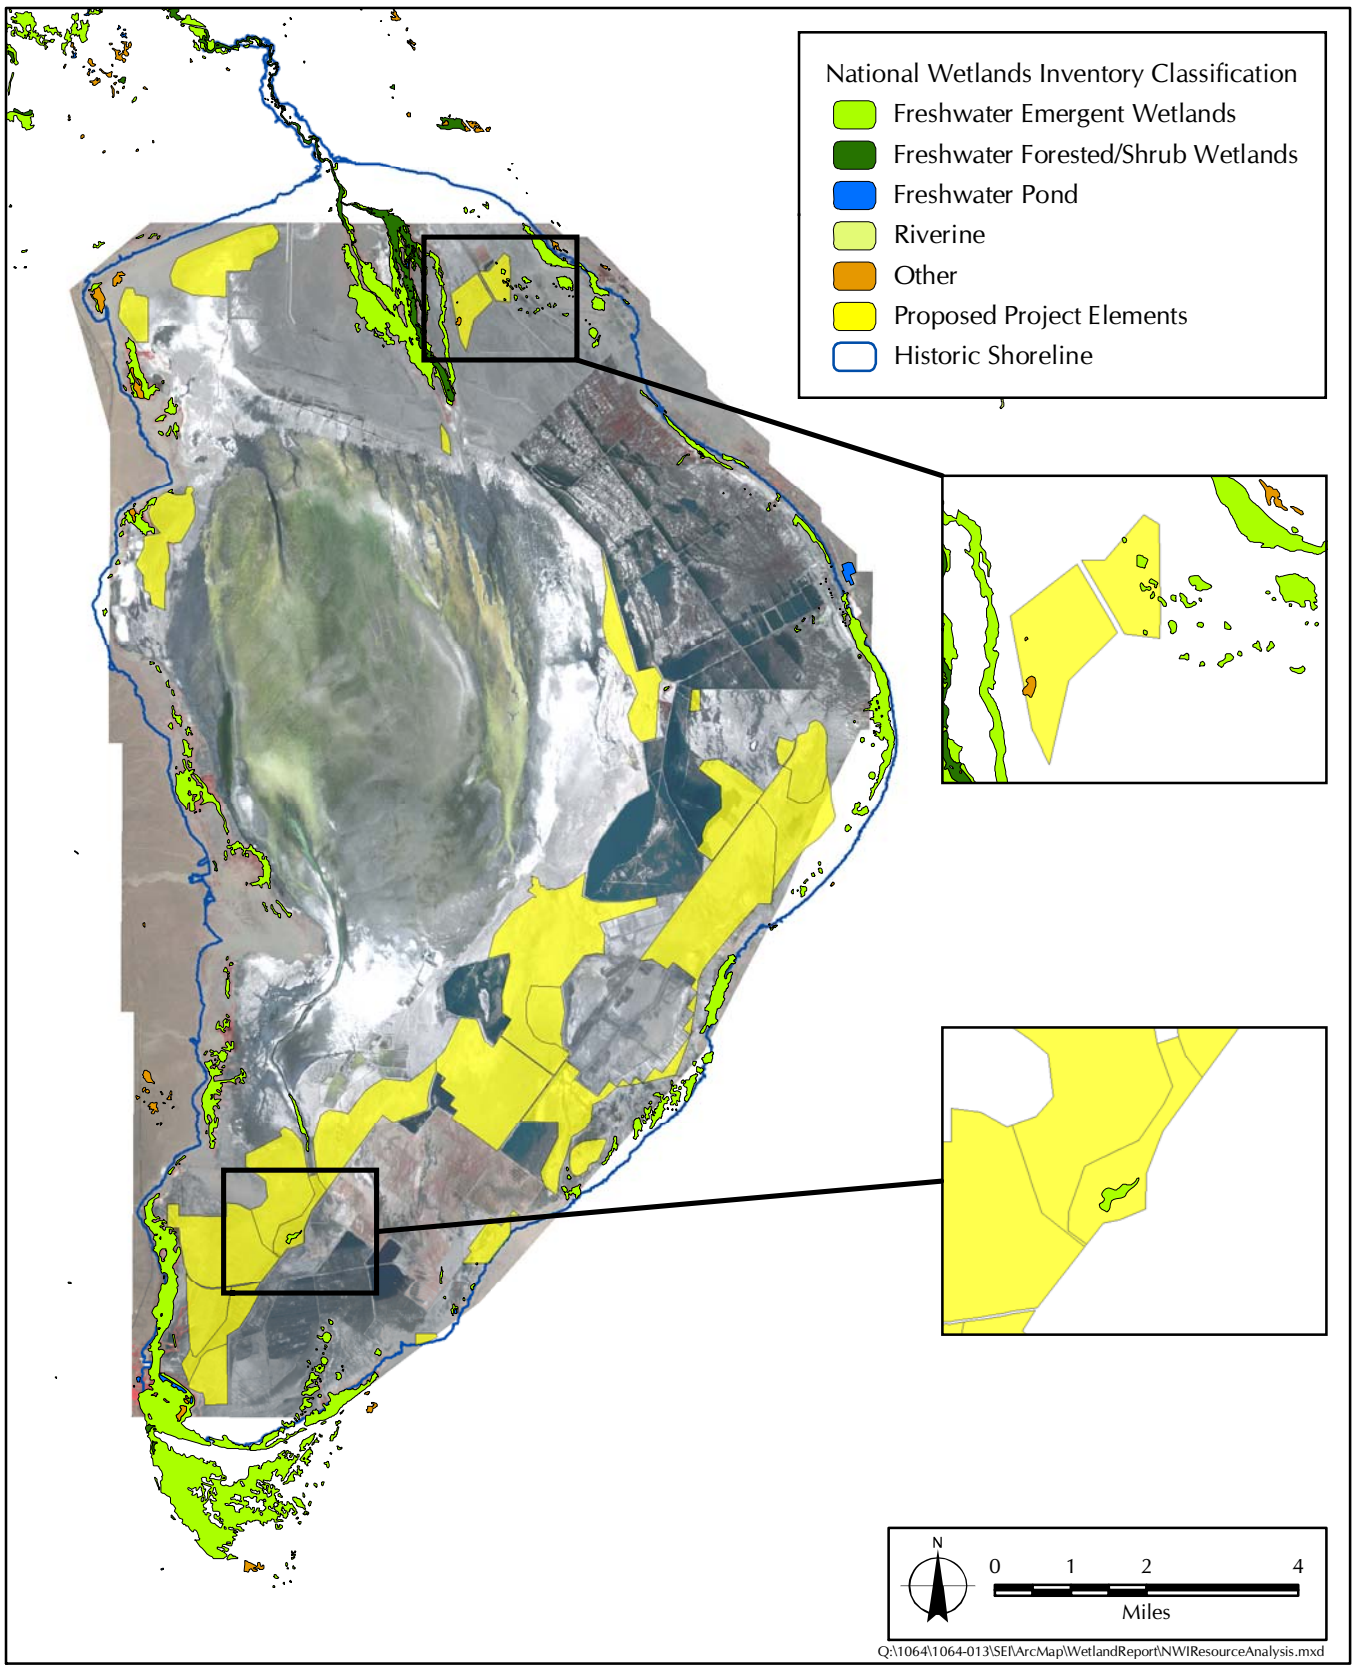 National Wetlands Inventory Classification
Freshwater Emergent Wetlands
Freshwater Forested/Shrub Wetlands
Freshwater Pond
Riverine
Other
Proposed Project Elements
Historic Shoreline
N
0 1 2 4
Miles
Q:\1064\1064-013\SEI\ArcMap\WetlandReport\NWIResourceAnalysis.mxd